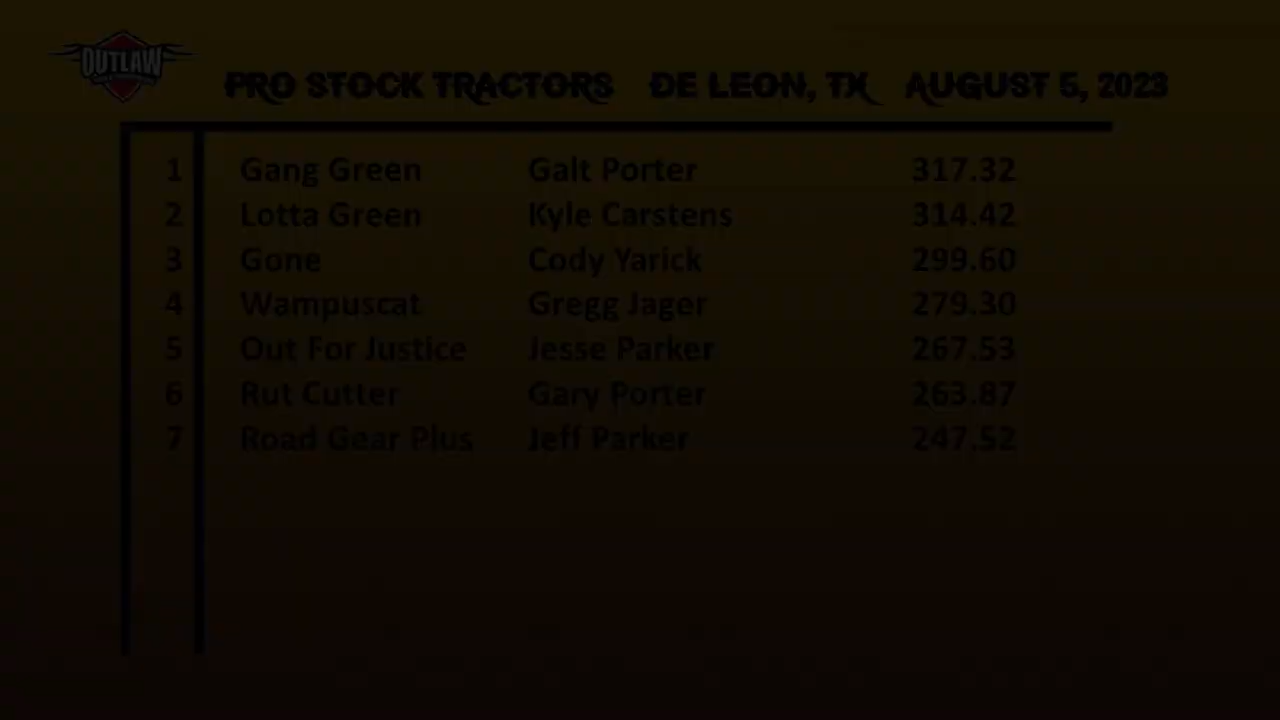 OUTLAW
PRO STOCK TRACTORS DE LEON, TX AUGUST 5, 2023
1 Gang Green Galt Porter 317.32
2 Lotta Green Kyle Carstens 314.42
3 Gone Cody Yarick 299.60
4 Wampuscat Gregg Jager 279.30
5 Out For Justice Jesse Parker 267.53
6 Rut Cutter Gary Porter 263.87
7 Road Gear Plus Jeff Parker 247.52